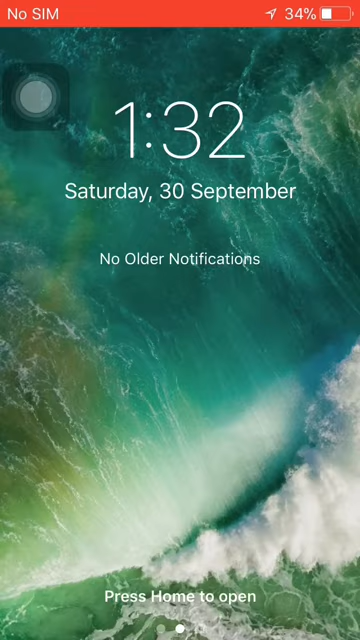 No SIM 34%
1:32
Saturday, 30 September
No Older Notifications
Press Home to open